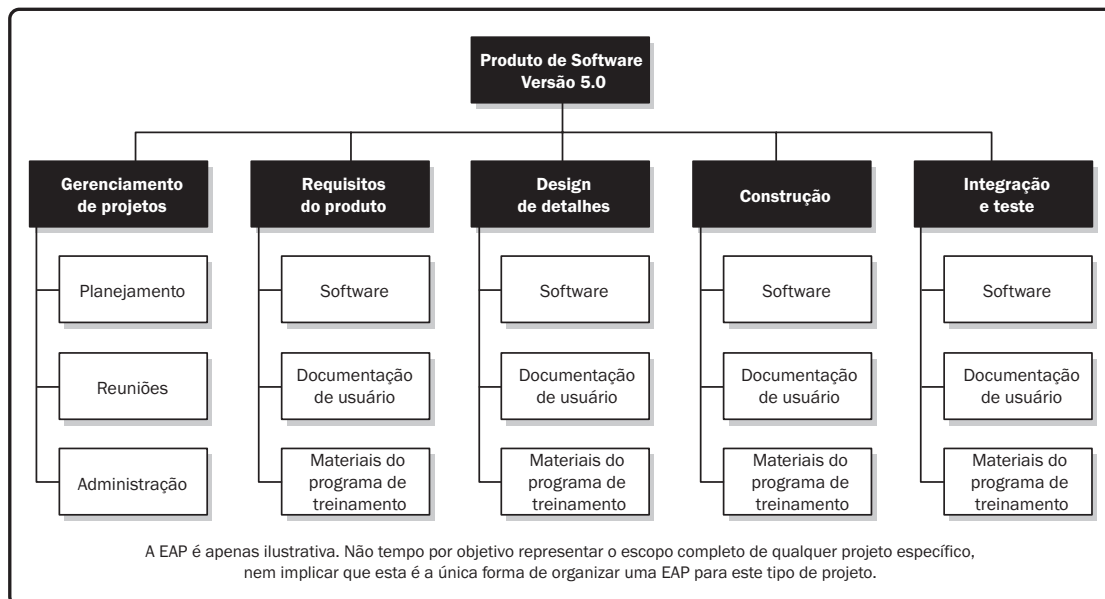 Produto de Software
Versão 5.0
Gerenciamento
de projetos
Requisitos
do produto
Design
de detalhes
Construção
Integração
e teste
Planejamento
Software
Software
Software
Software
Reuniões
Documentação
de usuário
Documentação
de usuário
Documentação
de usuário
Documentação
de usuário
Administração
Materiais do
programa de
treinamento
Materiais do
programa de
treinamento
Materiais do
programa de
treinamento
Materiais do
programa de
treinamento
A EAP é apenas ilustrativa. Não tempo por objetivo representar o escopo completo de qualquer projeto específico,
nem implicar que esta é a única forma de organizar uma EAP para este tipo de projeto.